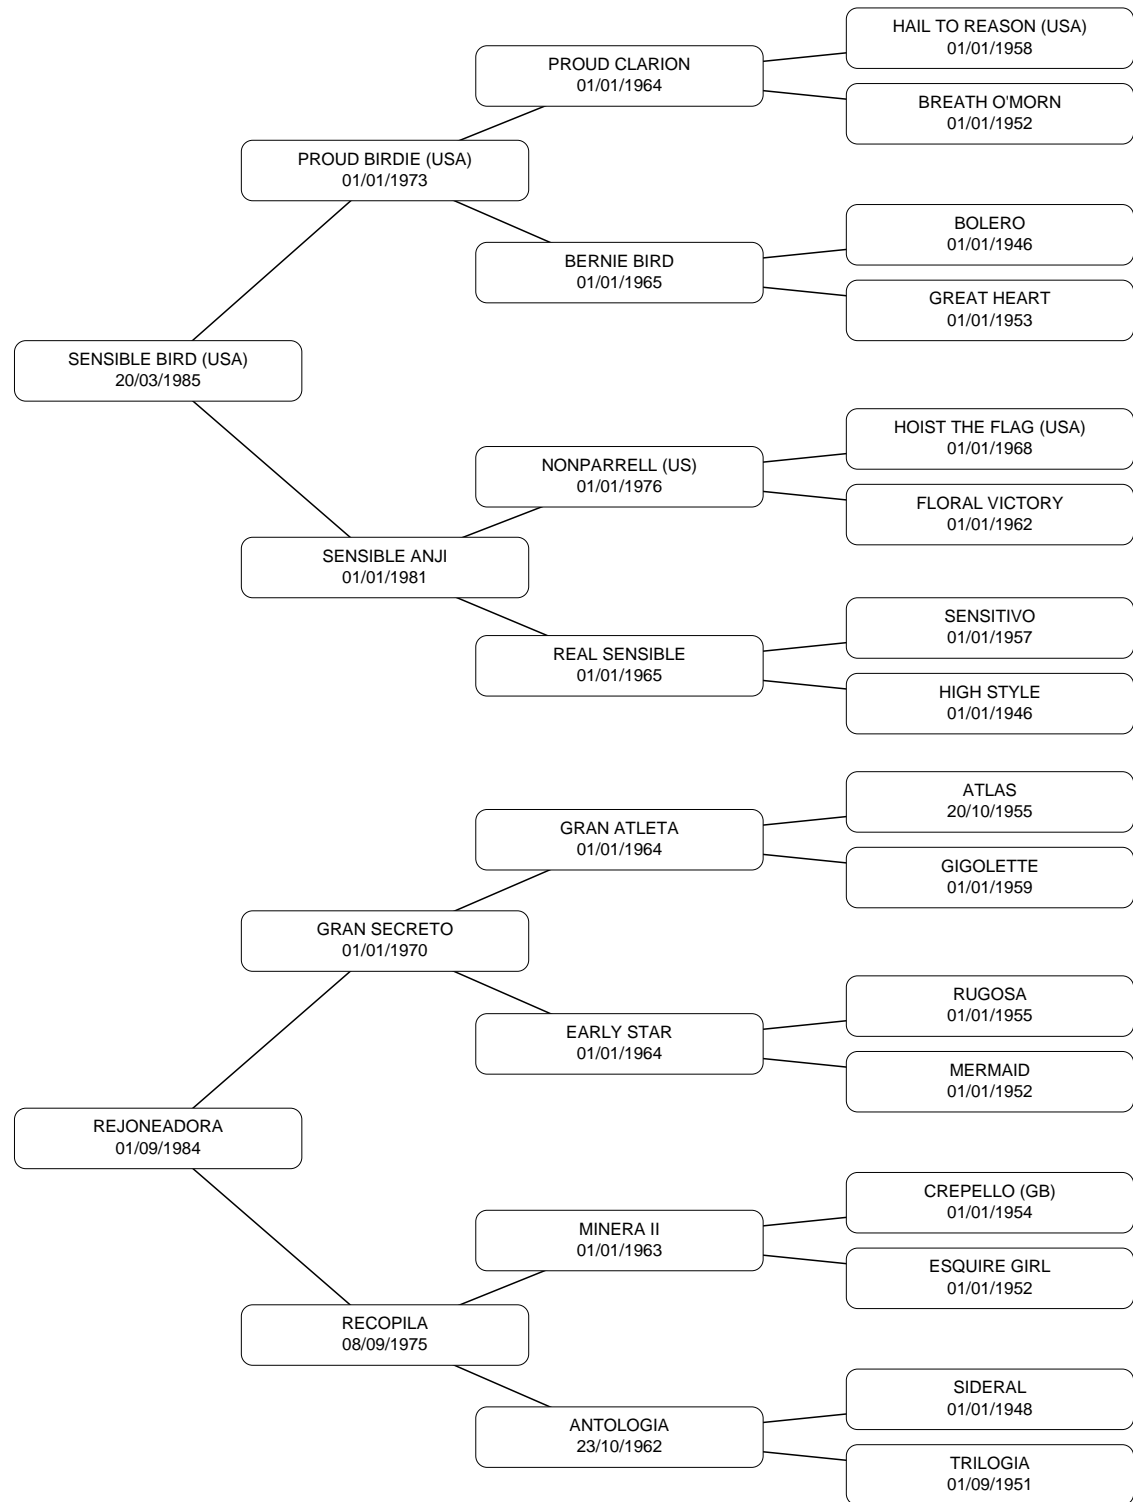 HAIL TO REASON (USA)
01/01/1958
PROUD CLARION
01/01/1964
BREATH O'MORN
01/01/1952
PROUD BIRDIE (USA)
01/01/1973
BOLERO
01/01/1946
BERNIE BIRD
01/01/1965
GREAT HEART
01/01/1953
SENSIBLE BIRD (USA)
20/03/1985
HOIST THE FLAG (USA)
01/01/1968
NONPARRELL (US)
01/01/1976
FLORAL VICTORY
01/01/1962
SENSIBLE ANJI
01/01/1981
SENSITIVO
01/01/1957
REAL SENSIBLE
01/01/1965
HIGH STYLE
01/01/1946
ATLAS
20/10/1955
GRAN ATLETA
01/01/1964
GIGOLETTE
01/01/1959
GRAN SECRETO
01/01/1970
RUGOSA
01/01/1955
EARLY STAR
01/01/1964
MERMAID
01/01/1952
REJONEADORA
01/09/1984
CREPELLO (GB)
01/01/1954
MINERA II
01/01/1963
ESQUIRE GIRL
01/01/1952
RECOPILA
08/09/1975
SIDERAL
01/01/1948
ANTOLOGIA
23/10/1962
TRILOGIA
01/09/1951